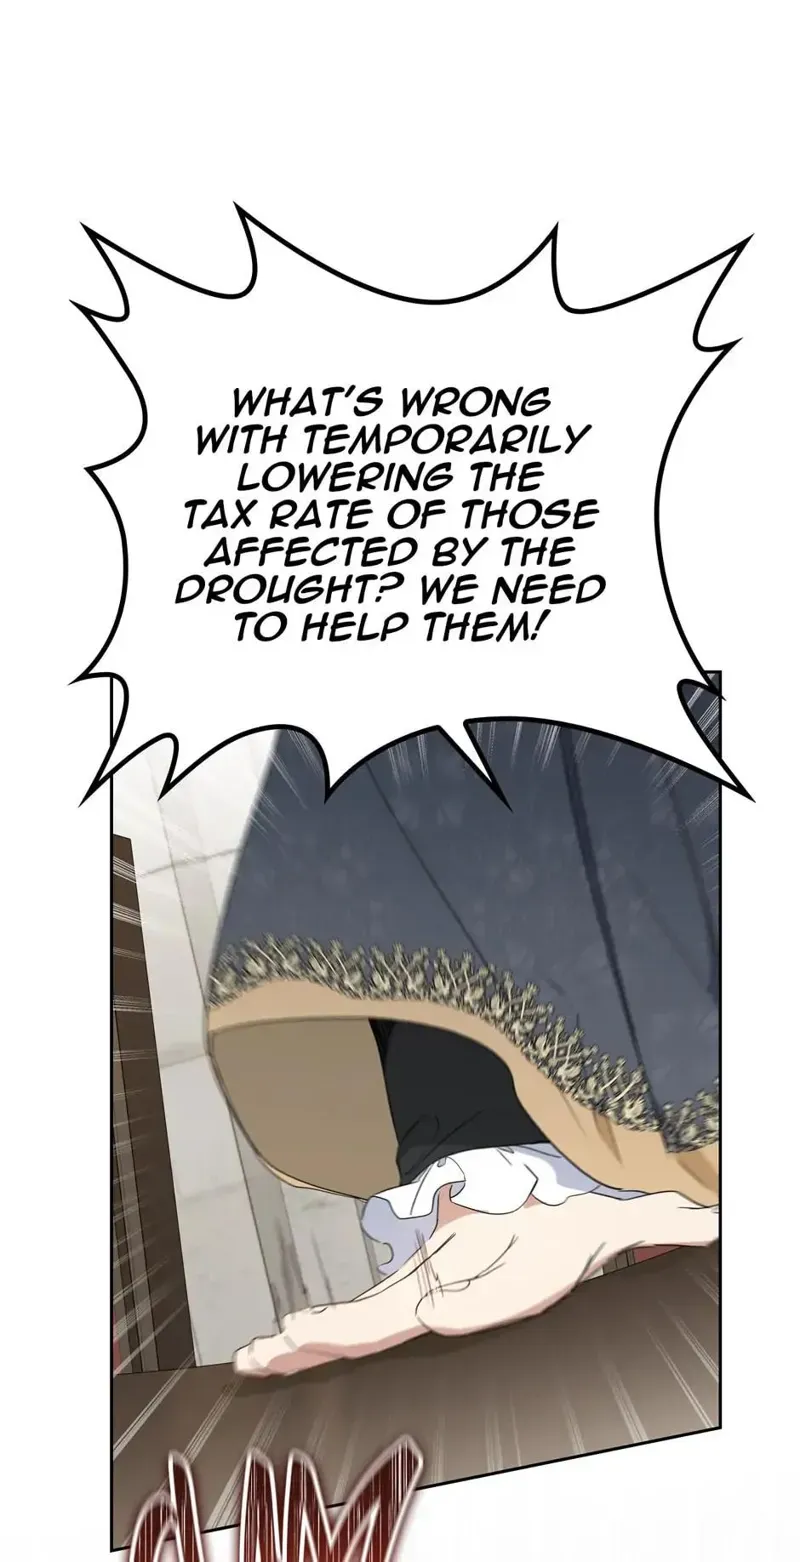 WHAT'S WRONG
WITH TEMPORARILY
LOWERING THE
TAX RATE OF THOSE
AFFECTED BY THE
DROUGHT? WE NEED
TO HELP THEM!